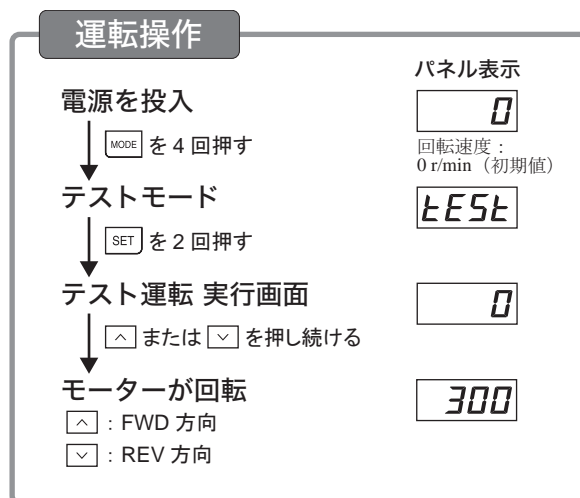 運転操作
パネル表示
電源を投入
0
MODE を 4 回押す
回転速度：
0 r/min（初期値）
テストモード
tESt
SET を 2 回押す
テスト運転 実行画面
0
または を押し続ける
モーターが回転
300
：FWD 方向
：REV 方向